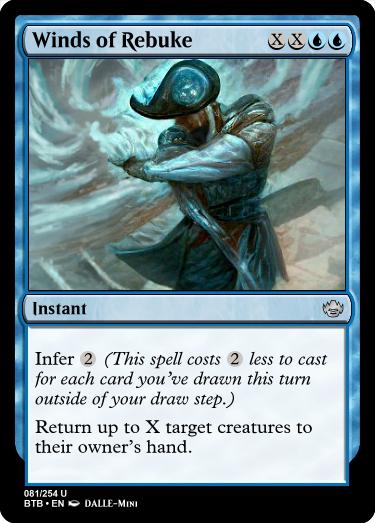 Winds of Rebuke XXUU
Instant
Infer 2 (This spell costs 2 less to cast
for each card you've drawn this turn
outside of your draw step.)
Return up to X target creatures to
their owner's hand.
081/254 U
BTB • EN DALLE-Mini